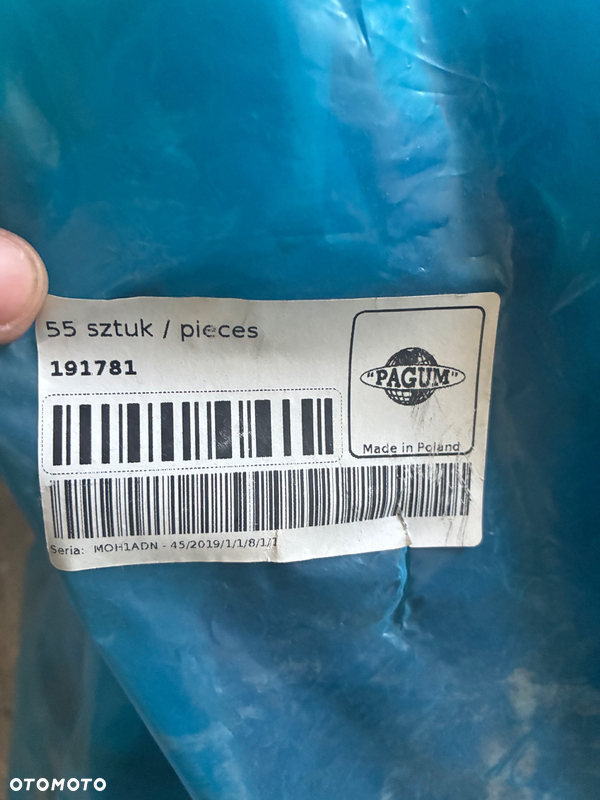 55 sztuk / pieces
191781
"PAGUM"
Made in Poland
Seria: MOH1ADN - 45/2019/1/1/8/1/1
OTOMOTO